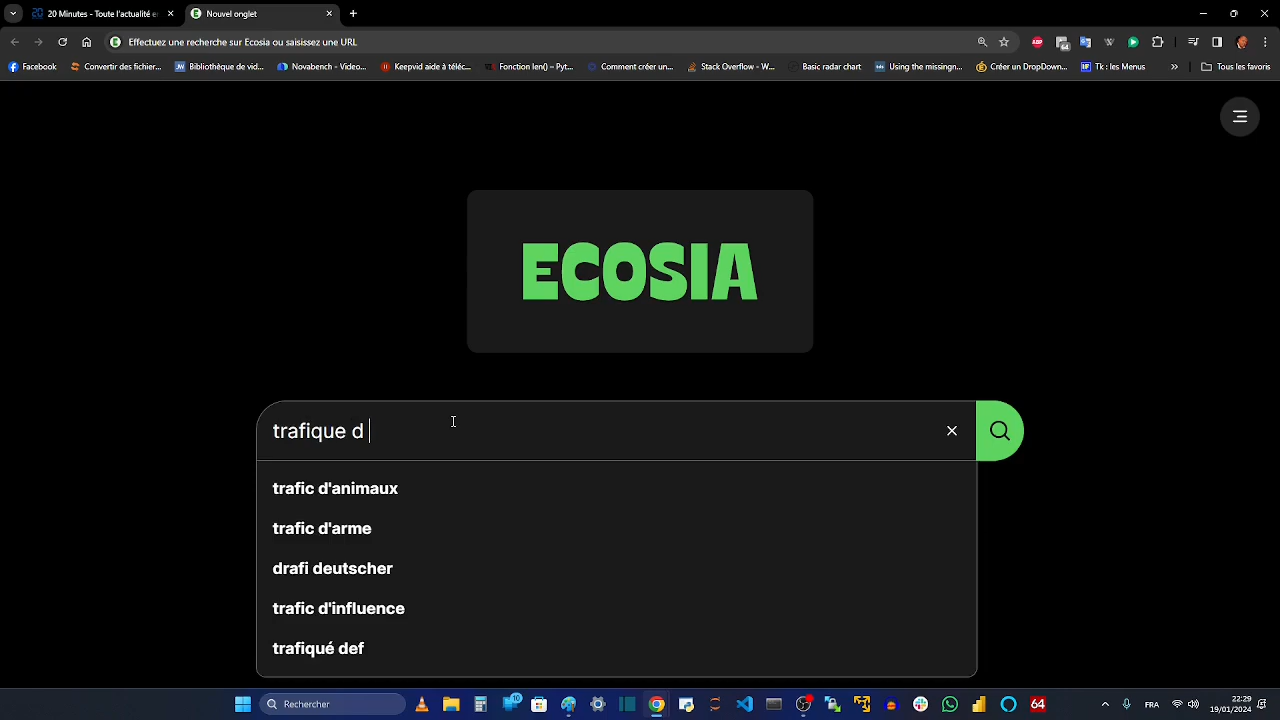 20 Minutes - Toute l'actualité e
Nouvel onglet
Effectuez une recherche sur Ecosia ou saisissez une URL
Facebook
Convertir des fichier...
Bibliothèque de vid...
Novabench - Video...
Keepvid aide à téléc...
Fonction len() – Pyt...
Comment créer un...
Stack Overflow - W...
Basic radar chart
Using the missingn...
Créer un DropDown...
Tk : les Menus
Tous les favoris
ECOSIA
trafique d
trafic d'animaux
trafic d'arme
drafi deutscher
trafic d'influence
trafiqué def
Rechercher
10
64
FRA
22:29
19/01/2024